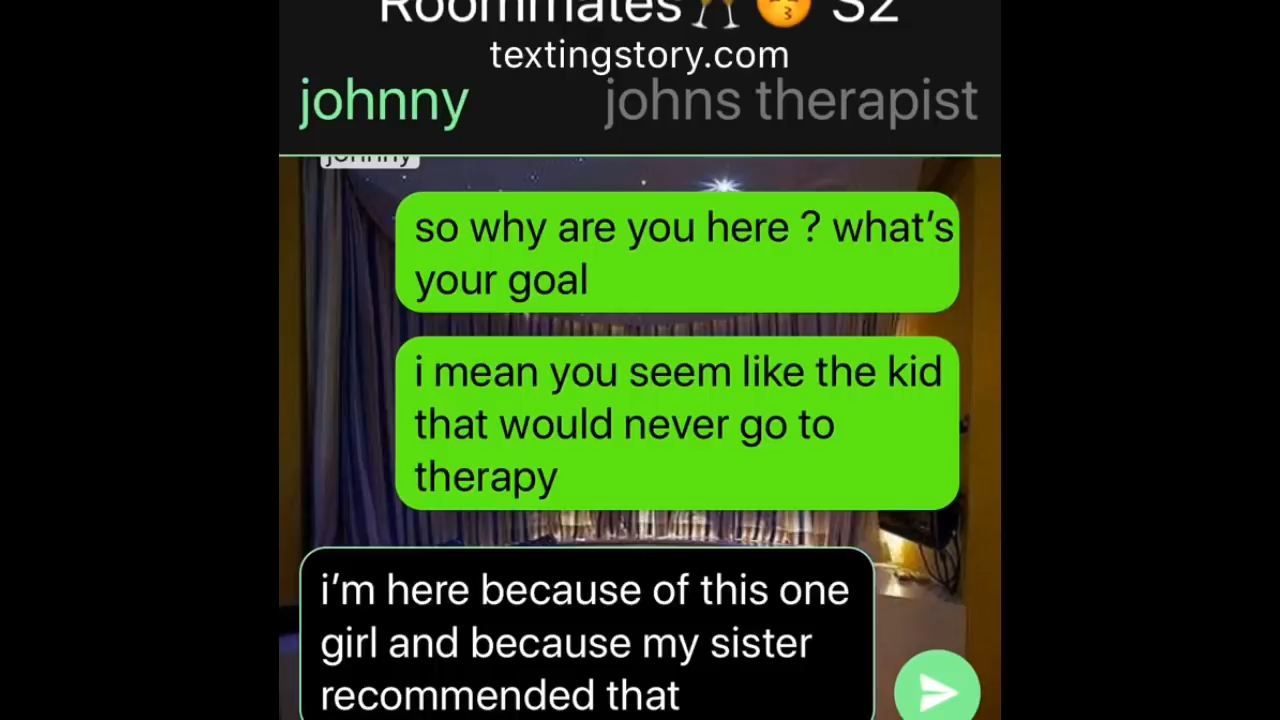 Roommates🥂😚 S2
textingstory.com
johnny johns therapist
johnny
so why are you here ? what’s
your goal
i mean you seem like the kid
that would never go to
therapy
i’m here because of this one
girl and because my sister
recommended that